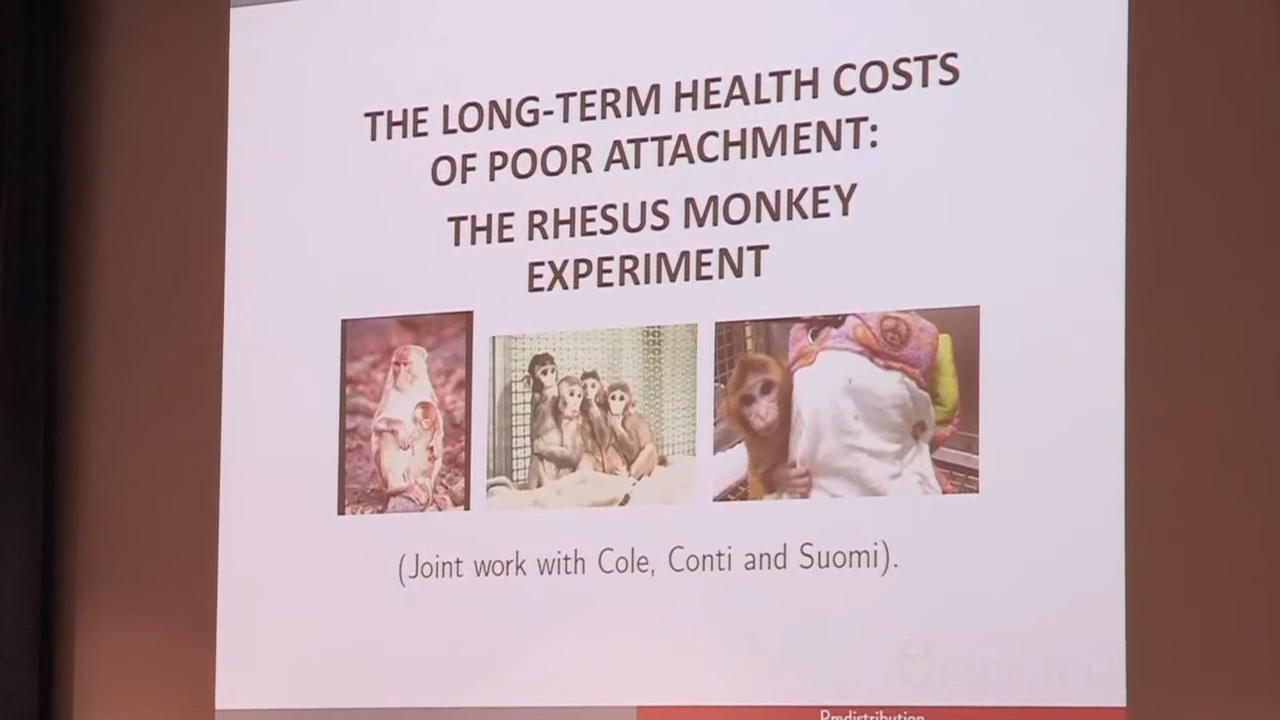 THE LONG-TERM HEALTH COSTS
OF POOR ATTACHMENT:
THE RHESUS MONKEY
EXPERIMENT
(Joint work with Cole, Conti and Suomi).
Predistribution